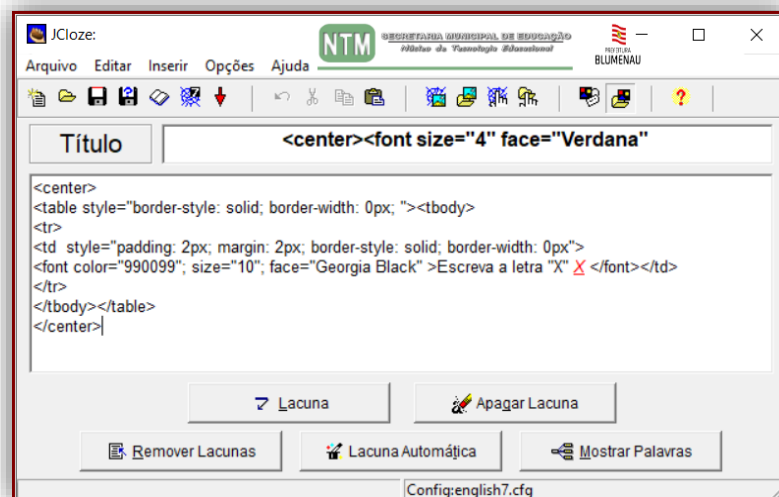 JCloze:
NTM
SECRETARIA MUNICIPAL DE EDUCAÇÃO
Núcleo de Tecnologia Educacional
PREFEITURA
BLUMENAU
Arquivo Editar Inserir Opções Ajuda
Título
<center><font size="4" face="Verdana"
<center>
<table style="border-style: solid; border-width: 0px; "><tbody>
<tr>
<td  style="padding: 2px; margin: 2px; border-style: solid; border-width: 0px">
<font color="990099"; size="10"; face="Georgia Black" >Escreva a letra "X" X </font></td>
</tr>
</tbody></table>
</center>
Lacuna
Apagar Lacuna
Remover Lacunas
Lacuna Automática
Mostrar Palavras
Config:english7.cfg